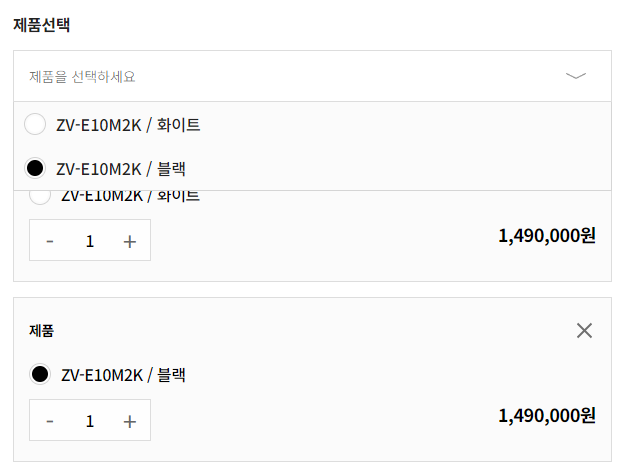 제품선택
제품을 선택하세요
ZV-E10M2K / 화이트
ZV-E10M2K / 블랙
ZV-E10M2K / 화이트
- 1 + 1,490,000원
제품
ZV-E10M2K / 블랙
- 1 + 1,490,000원